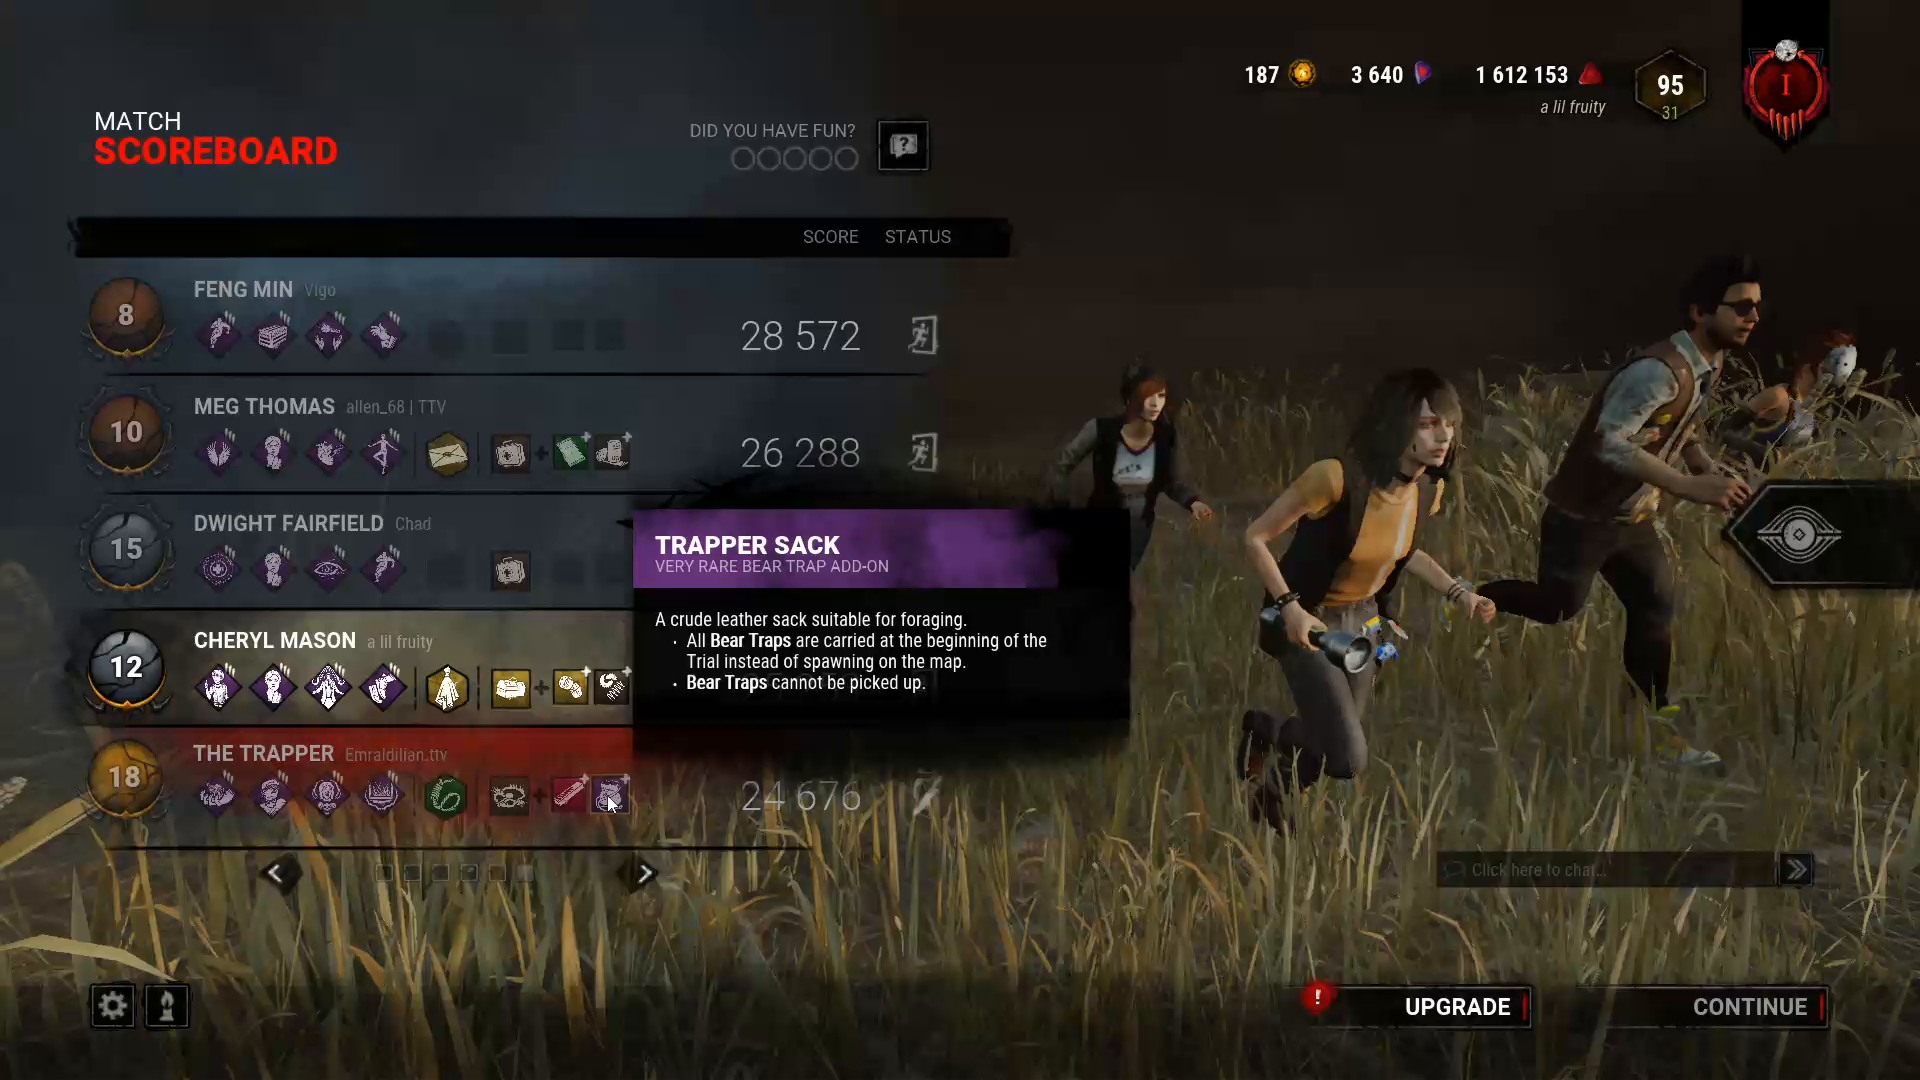 187
3 640
1 612 153
a lil fruity
95
31
I
MATCH
SCOREBOARD
DID YOU HAVE FUN?
?
SCORE STATUS
8
FENG MIN Vigo
28 572
10
MEG THOMAS allen_68 | TTV
26 288
15
DWIGHT FAIRFIELD Chad
TRAPPER SACK
VERY RARE BEAR TRAP ADD-ON
A crude leather sack suitable for foraging.
· All Bear Traps are carried at the beginning of the
Trial instead of spawning on the map.
· Bear Traps cannot be picked up.
12
CHERYL MASON a lil fruity
18
THE TRAPPER Emraldilian.ttv
24 676
Click here to chat...
!
UPGRADE
CONTINUE